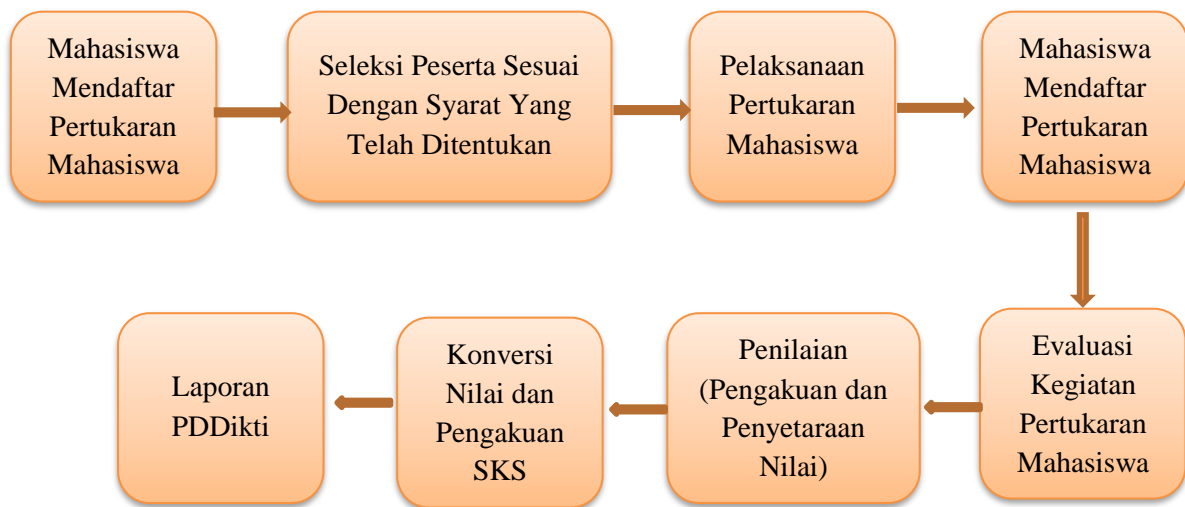 Mahasiswa
Mendaftar
Pertukaran
Mahasiswa
Seleksi Peserta Sesuai
Dengan Syarat Yang
Telah Ditentukan
Pelaksanaan
Pertukaran
Mahasiswa
Mahasiswa
Mendaftar
Pertukaran
Mahasiswa
Evaluasi
Kegiatan
Pertukaran
Mahasiswa
Penilaian
(Pengakuan dan
Penyetaraan
Nilai)
Konversi
Nilai dan
Pengakuan
SKS
Laporan
PDDikti